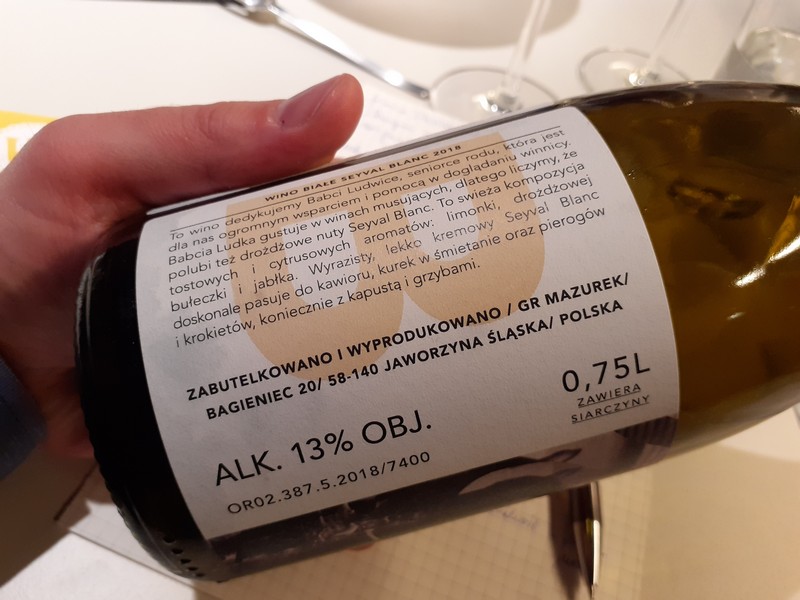 WINO BIAŁE SEYVAL BLANC 2018
To wino dedykujemy Babci Ludwice, seniorce rodu, która jest
dla nas ogromnym wsparciem i pomocą w doglądaniu winnicy.
Babcia Ludka gustuje w winach musujących, dlatego liczymy, że
polubi też drożdżowe nuty Seyval Blanc. To świeża kompozycja
tostowych i cytrusowych aromatów: limonki, drożdżowej
bułeczki i jabłka. Wyrazisty, lekko kremowy Seyval Blanc
doskonale pasuje do kawioru, kurek w śmietanie oraz pierogów
i krokietów, koniecznie z kapustą i grzybami.
ZABUTELKOWANO I WYPRODUKOWANO / GR MAZUREK/
BAGIENIEC 20/ 58-140 JAWORZYNA ŚLĄSKA/ POLSKA
0,75L
ZAWIERA
SIARCZYNY
ALK. 13% OBJ.
OR02.387.5.2018/7400